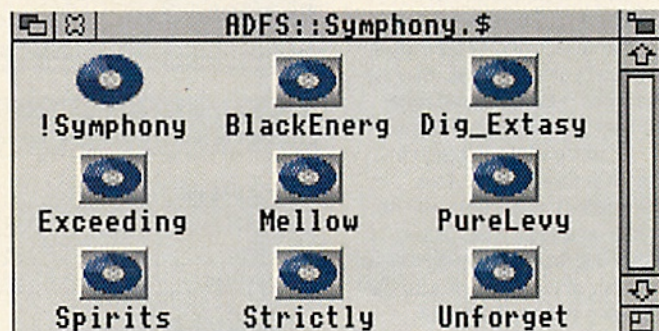 ADFS::Symphony.$
!Symphony BlackEnerg Dig_Extasy
Exceeding Mellow PureLevy
Spirits Strictly Unforget